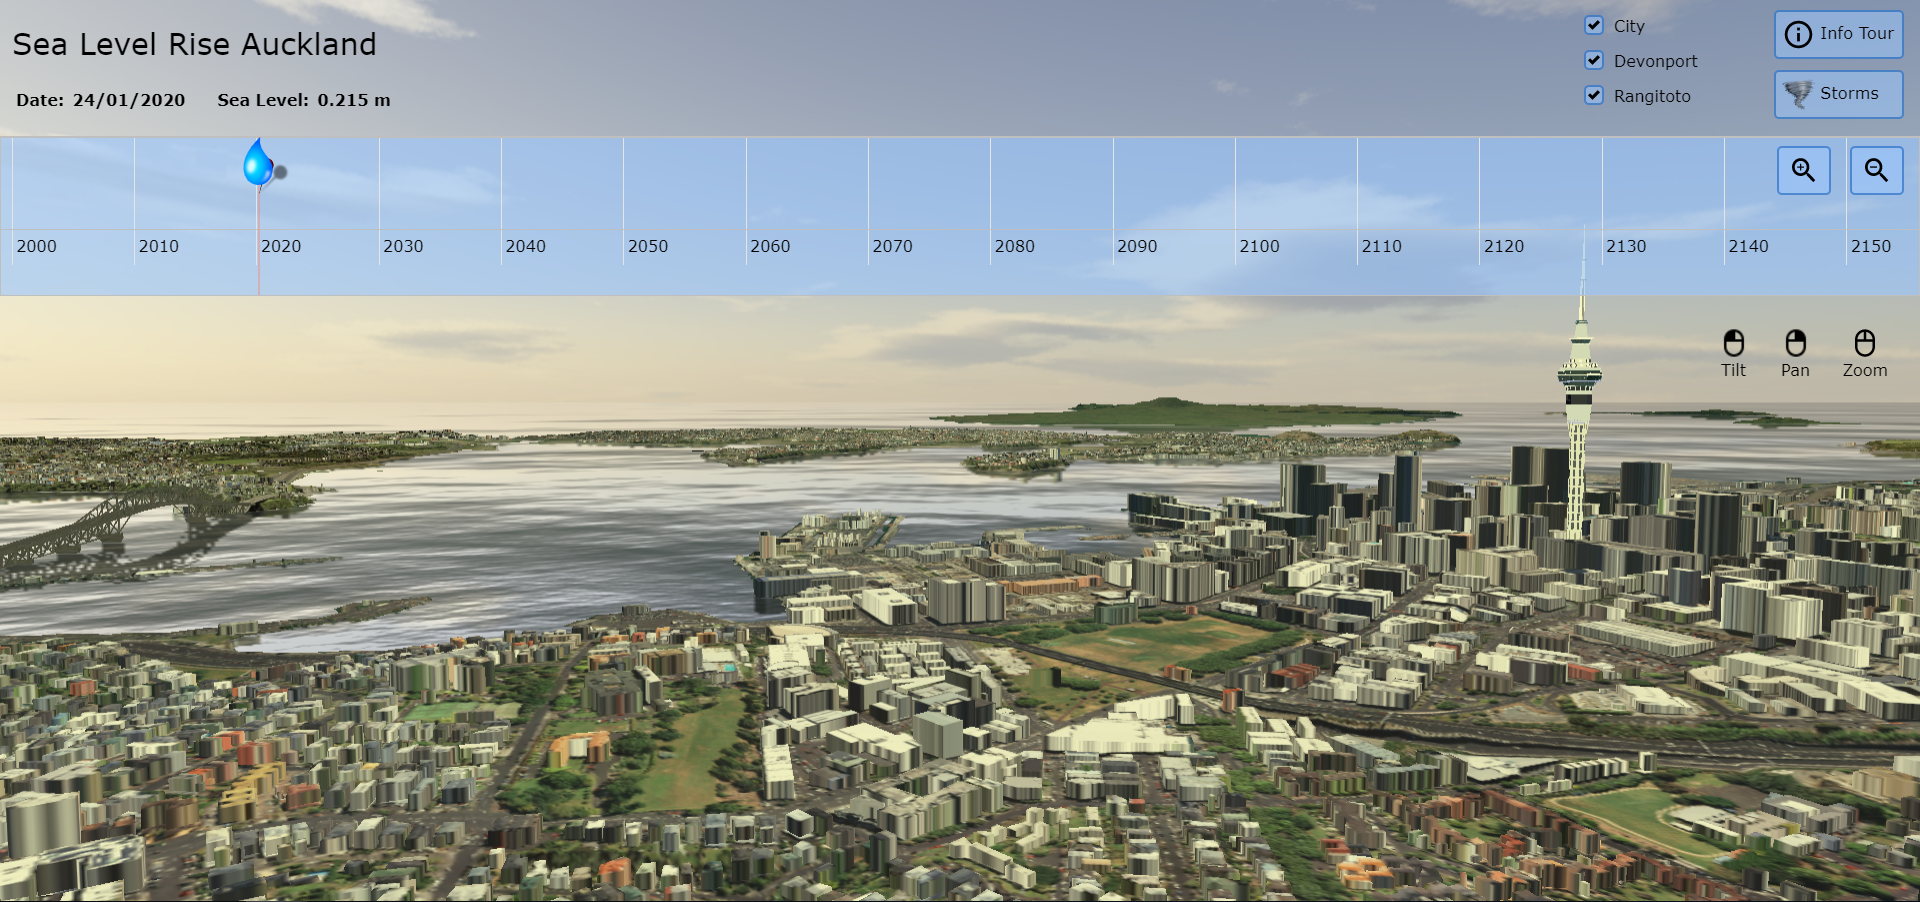 Sea Level Rise Auckland
Date: 24/01/2020 Sea Level: 0.215 m
City
Devonport
Rangitoto
Info Tour
Storms
2000 2010 2020 2030 2040 2050 2060 2070 2080 2090 2100 2110 2120 2130 2140 2150
Tilt Pan Zoom